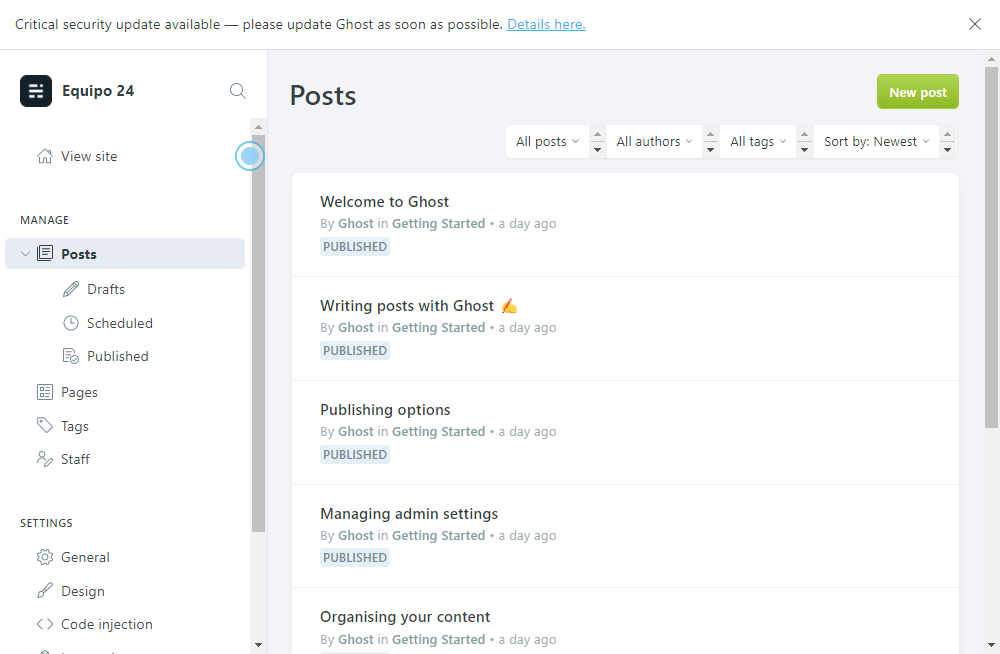 Critical security update available — please update Ghost as soon as possible. Details here.
Equipo 24
View site
MANAGE
Posts
Drafts
Scheduled
Published
Pages
Tags
Staff
SETTINGS
General
Design
Code injection
Posts
New post
All posts
All authors
All tags
Sort by: Newest
Welcome to Ghost
By Ghost in Getting Started • a day ago
PUBLISHED
Writing posts with Ghost ✍️
By Ghost in Getting Started • a day ago
PUBLISHED
Publishing options
By Ghost in Getting Started • a day ago
PUBLISHED
Managing admin settings
By Ghost in Getting Started • a day ago
PUBLISHED
Organising your content
By Ghost in Getting Started • a day ago